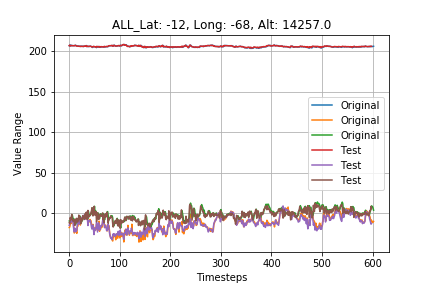 ALL_Lat: -12, Long: -68, Alt: 14257.0
200
150
100
50
0
Value Range
Original
Original
Original
Test
Test
Test
0 100 200 300 400 500 600
Timesteps